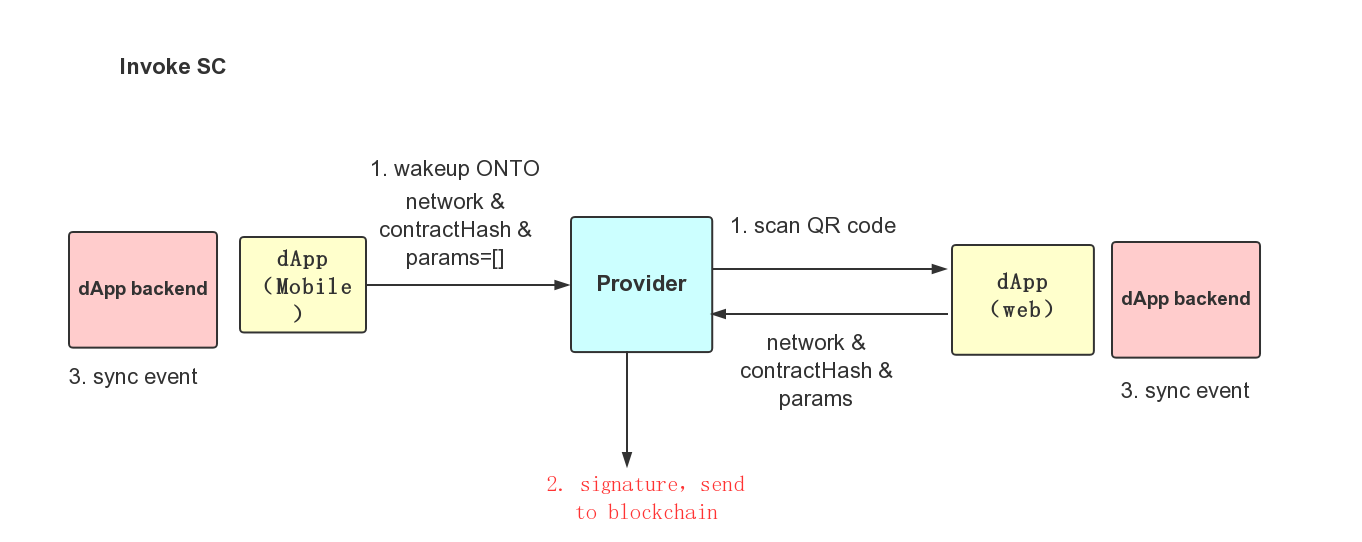 Invoke SC
1. wakeup ONTO
network &
contractHash &
params=[]
dApp backend
dApp
（Mobile
）
3. sync event
Provider
1. scan QR code
network &
contractHash &
params
dApp
（web）
dApp backend
3. sync event
2. signature，send
to blockchain